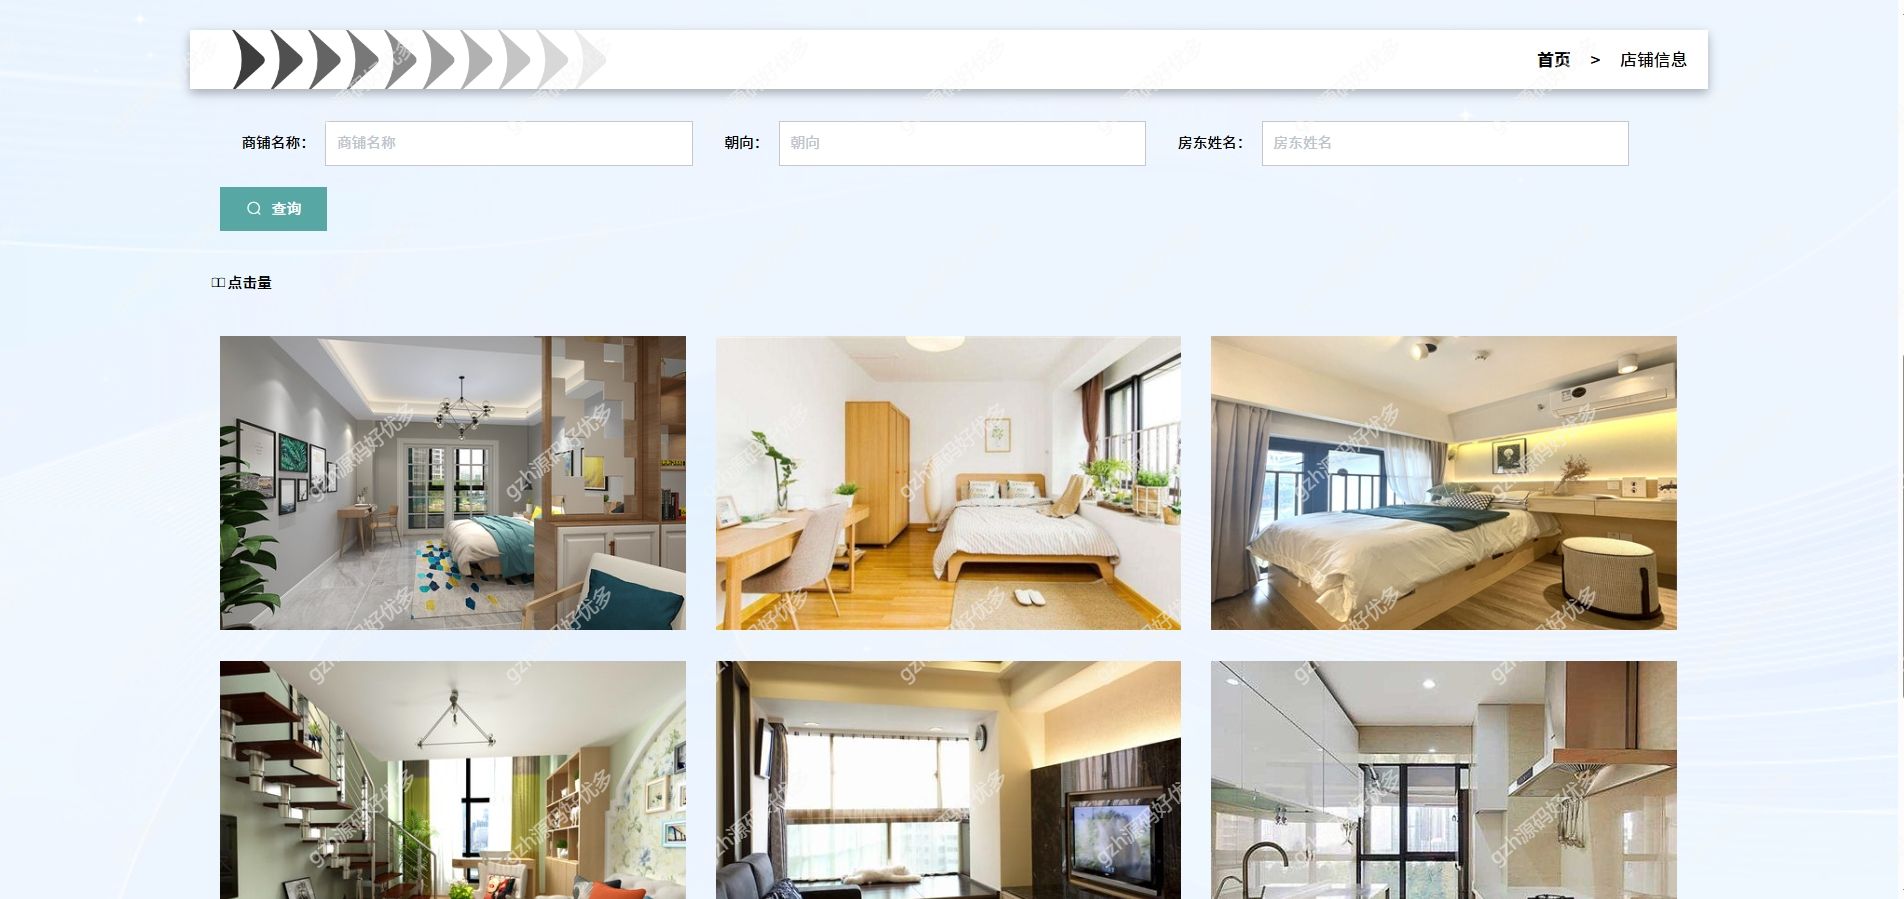 首页 > 店铺信息
商铺名称： 商铺名称 朝向： 朝向 房东姓名： 房东姓名
查询
点击量
gzh源码好优多